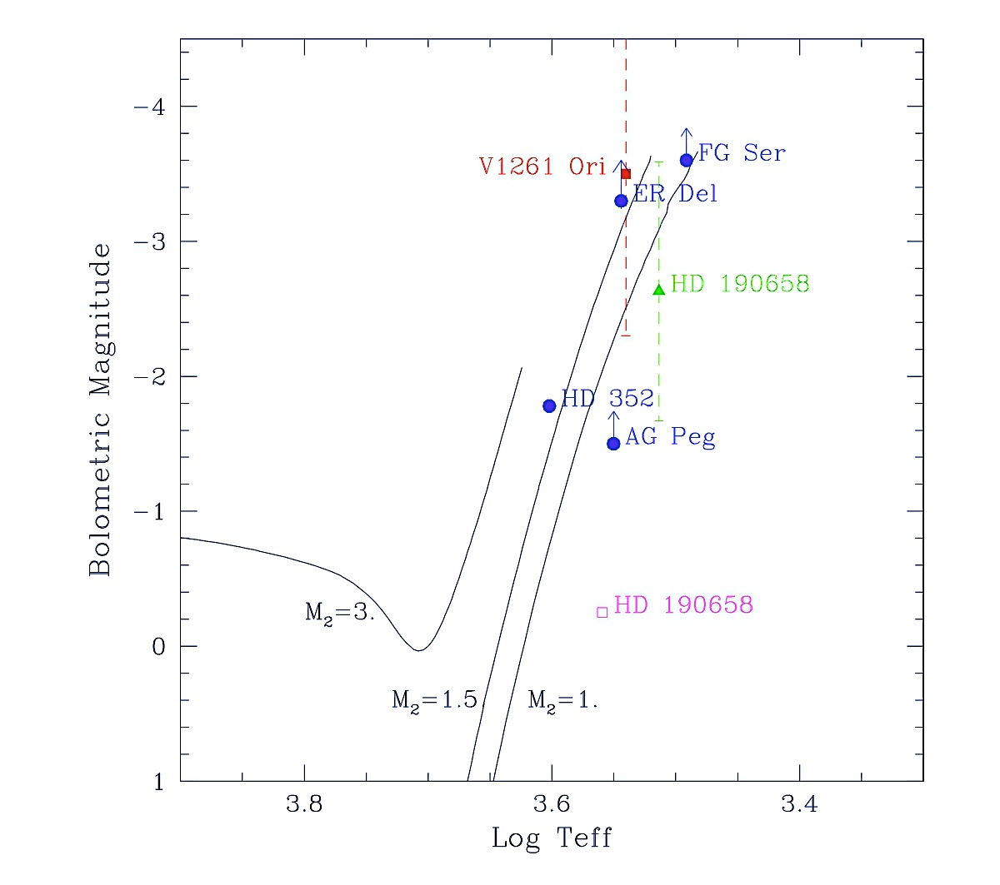 -4
FG Ser
V1261 Ori
ER Del
-3
HD 190658
-2
HD 352
AG Peg
-1
HD 190658
M2=3.
0
M2=1.5
M2=1.
1
3.8
3.6
3.4
Log Teff
Bolometric Magnitude